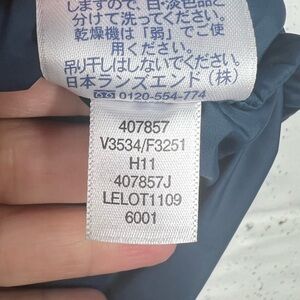 しますので、白・淡色品と
分けて洗ってください。
乾燥機は「弱」でご使
用ください。
吊り干しはしないでください。
日本ランズエンド（株）
0120-554-774
407857
V3534/F3251
H11
407857J
LELOT1109
6001